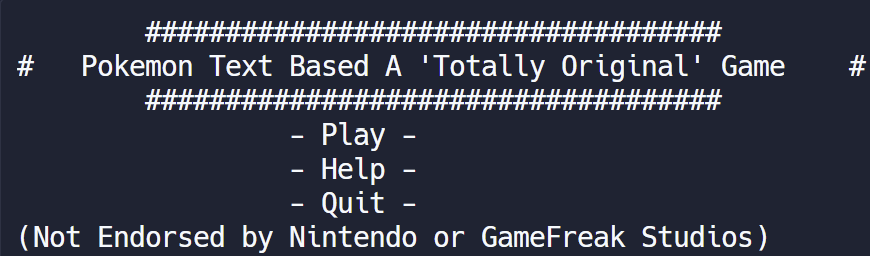 ####################################
#   Pokemon Text Based A 'Totally Original' Game    #
        ####################################
                 - Play -
                 - Help -
                 - Quit -
(Not Endorsed by Nintendo or GameFreak Studios)